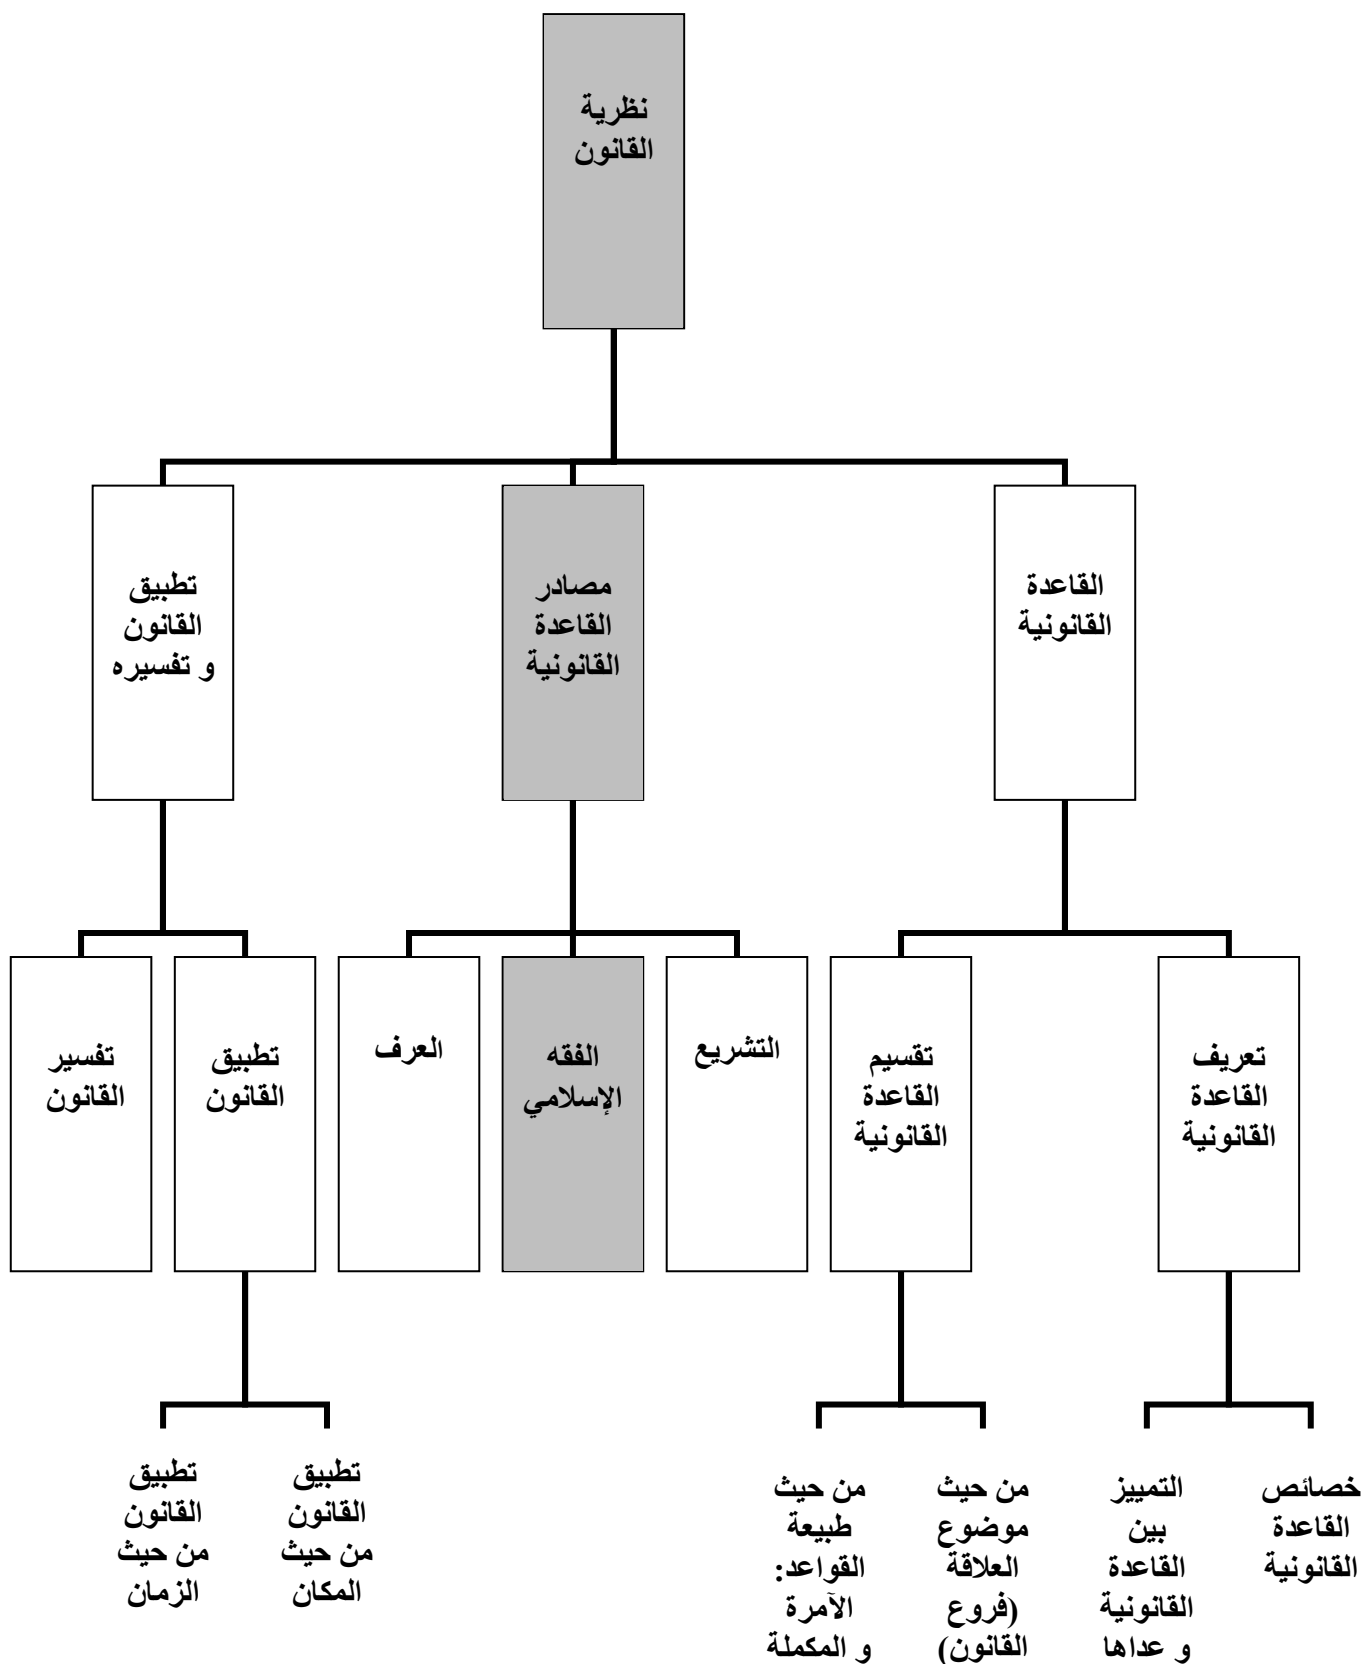 نظرية
القانون
القاعدة
القانونية
مصادر
القاعدة
القانونية
تطبيق
القانون
و تفسيره
تعريف
القاعدة
القانونية
تقسيم
القاعدة
القانونية
التشريع
الفقه
الإسلامي
العرف
تطبيق
القانون
تفسير
القانون
خصائص
القاعدة
القانونية
التمييز
بين
القاعدة
القانونية
و عداها
من حيث
موضوع
العلاقة
(فروع
القانون)
من حيث
طبيعة
القواعد:
الآمرة
و المكملة
تطبيق
القانون
من حيث
المكان
تطبيق
القانون
من حيث
الزمان